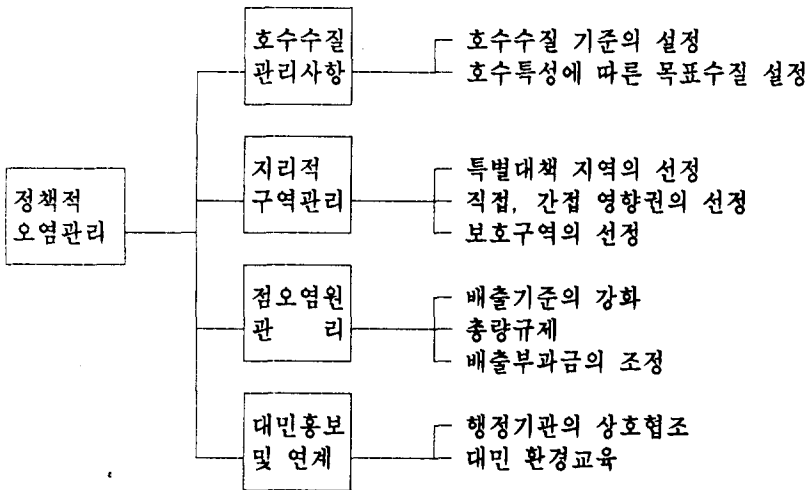 정책적
오염관리
호수수질
관리사항
호수수질 기준의 설정
호수특성에 따른 목표수질 설정
지리적
구역관리
특별대책 지역의 선정
직접, 간접 영향권의 선정
보호구역의 선정
점오염원
관 리
배출기준의 강화
총량규제
배출부과금의 조정
대민홍보
및 연계
행정기관의 상호협조
대민 환경교육